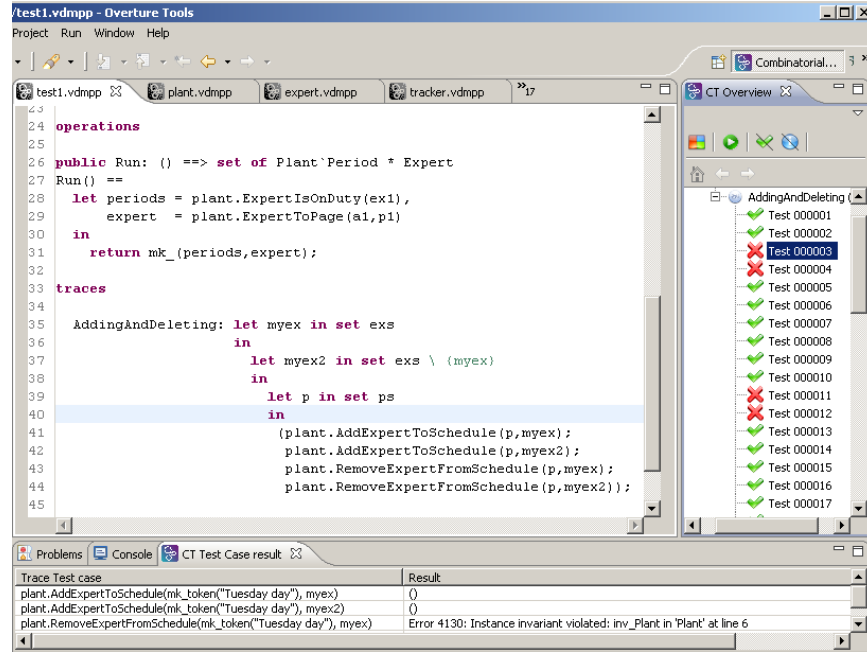 /test1.vdmpp - Overture Tools
Project Run Window Help
Combinatorial...
test1.vdmpp plant.vdmpp expert.vdmpp tracker.vdmpp »17
CT Overview
23
24 operations
25
26 public Run: () ==> set of Plant`Period * Expert
27 Run() ==
28 let periods = plant.ExpertIsOnDuty(ex1),
29 expert = plant.ExpertToPage(a1,p1)
30 in
31 return mk_(periods,expert);
32
33 traces
34
35 AddingAndDeleting: let myex in set exs
36 in
37 let myex2 in set exs \ {myex}
38 in
39 let p in set ps
40 in
41 (plant.AddExpertToSchedule(p,myex);
42 plant.AddExpertToSchedule(p,myex2);
43 plant.RemoveExpertFromSchedule(p,myex);
44 plant.RemoveExpertFromSchedule(p,myex2));
45
AddingAndDeleting (
Test 000001
Test 000002
Test 000003
Test 000004
Test 000005
Test 000006
Test 000007
Test 000008
Test 000009
Test 000010
Test 000011
Test 000012
Test 000013
Test 000014
Test 000015
Test 000016
Test 000017
Problems Console CT Test Case result
Trace Test case Result
plant.AddExpertToSchedule(mk_token("Tuesday day"), myex) ()
plant.AddExpertToSchedule(mk_token("Tuesday day"), myex2) ()
plant.RemoveExpertFromSchedule(mk_token("Tuesday day"), myex) Error 4130: Instance invariant violated: inv_Plant in 'Plant' at line 6